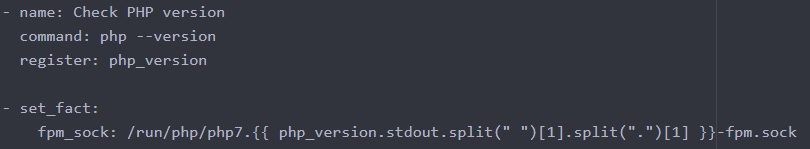 - name: Check PHP version
  command: php --version
  register: php_version

- set_fact:
    fpm_sock: /run/php/php7.{{ php_version.stdout.split(" ")[1].split(".")[1] }}-fpm.sock